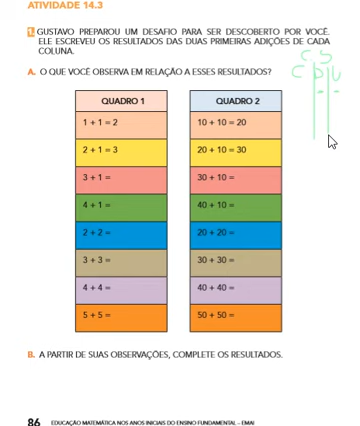 ATIVIDADE 14.3
1. GUSTAVO PREPAROU UM DESAFIO PARA SER DESCOBERTO POR VOCÊ.
ELE ESCREVEU OS RESULTADOS DAS DUAS PRIMEIRAS ADIÇÕES DE CADA
COLUNA.
A. O QUE VOCÊ OBSERVA EM RELAÇÃO A ESSES RESULTADOS?
C S
C D U
QUADRO 1
1 + 1 = 2
2 + 1 = 3
3 + 1 =
4 + 1 =
2 + 2 =
3 + 3 =
4 + 4 =
5 + 5 =
QUADRO 2
10 + 10 = 20
20 + 10 = 30
30 + 10 =
40 + 10 =
20 + 20 =
30 + 30 =
40 + 40 =
50 + 50 =
B. A PARTIR DE SUAS OBSERVAÇÕES, COMPLETE OS RESULTADOS.
86 EDUCAÇÃO MATEMÁTICA NOS ANOS INICIAIS DO ENSINO FUNDAMENTAL – EMAI